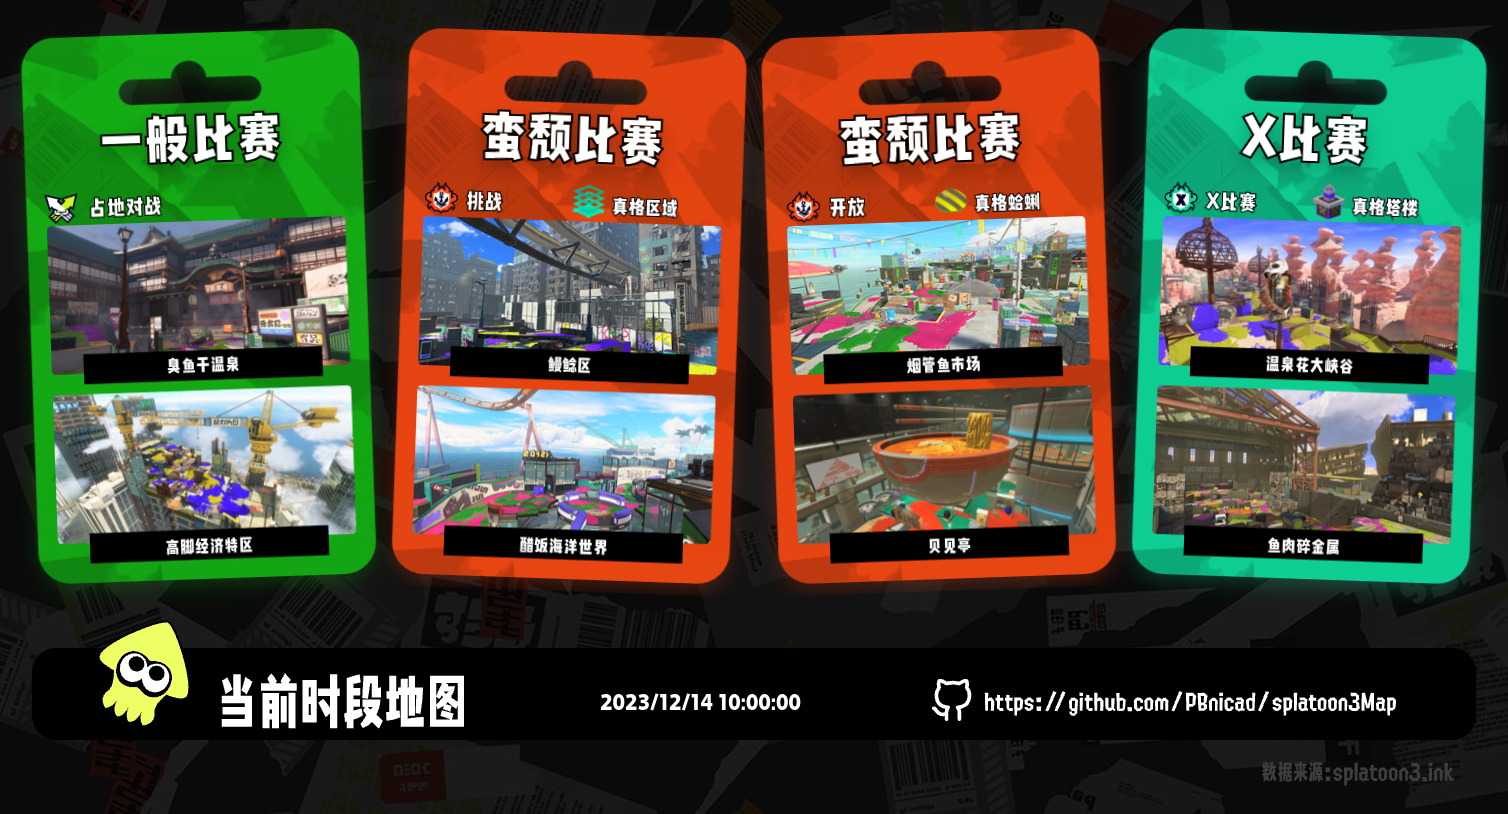 一般比赛
占地对战
臭鱼干温泉
高脚经济特区
蛮颓比赛
挑战
真格区域
鳗鲶区
醋饭海洋世界
蛮颓比赛
开放
真格蛤蜊
烟管鱼市场
贝见亭
X比赛
X比赛
真格塔楼
温泉花大峡谷
鱼肉碎金属
当前时段地图
2023/12/14 10:00:00
https://github.com/PBnicad/splatoon3Map
数据来源:splatoon3.ink